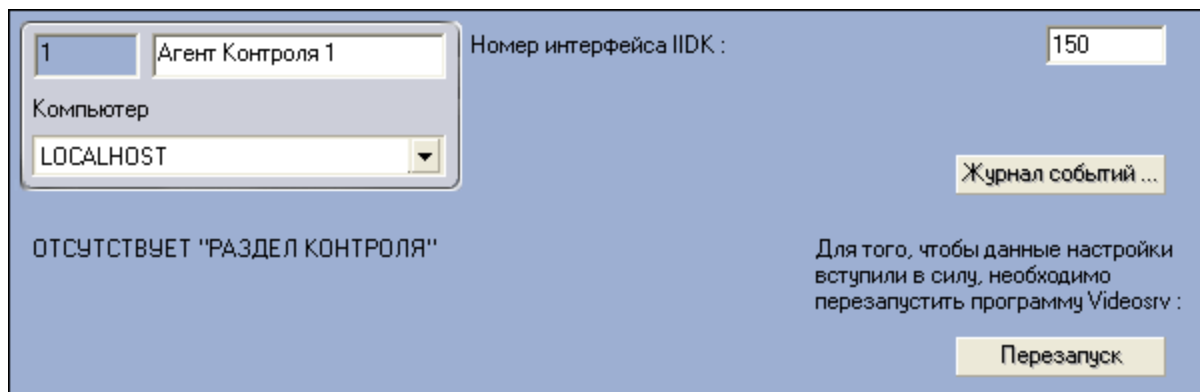 1
Агент Контроля 1
Номер интерфейса IIDK :
150
Компьютер
LOCALHOST
Журнал событий ...
ОТСУТСТВУЕТ "РАЗДЕЛ КОНТРОЛЯ"
Для того, чтобы данные настройки
вступили в силу, необходимо
перезапустить программу Videosrv :
Перезапуск